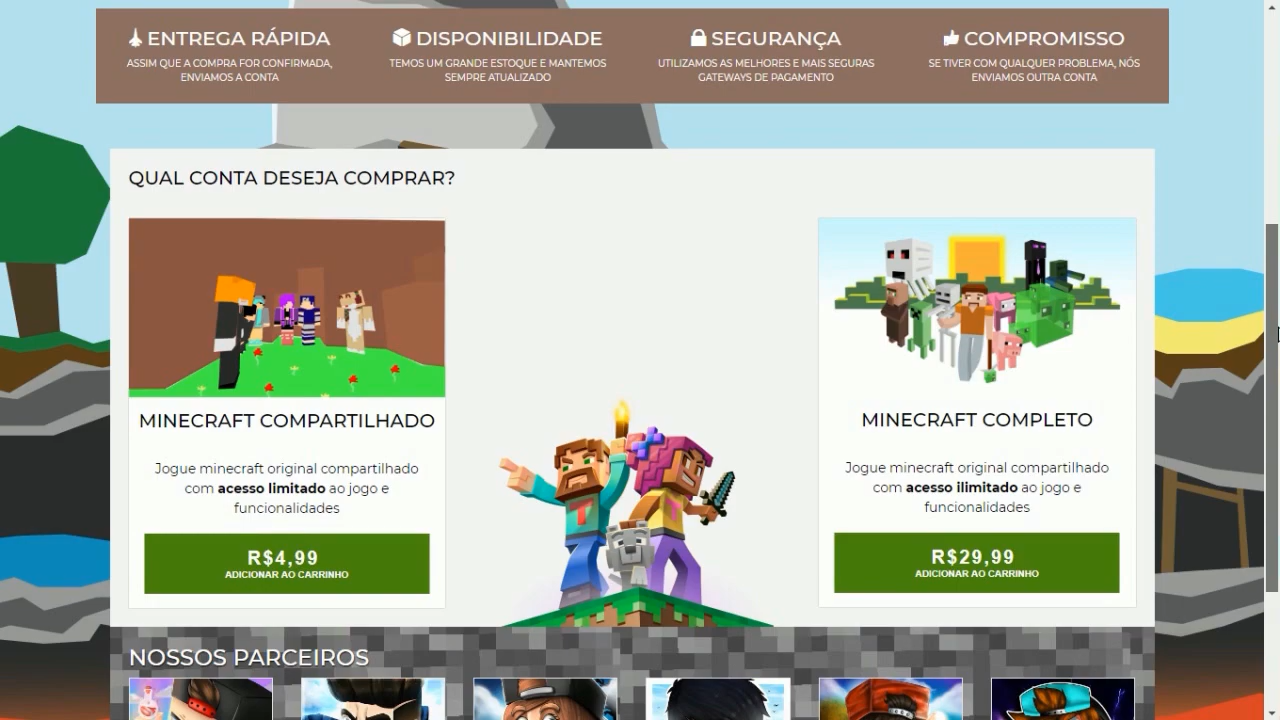 ENTREGA RÁPIDA
ASSIM QUE A COMPRA FOR CONFIRMADA,
ENVIAMOS A CONTA
DISPONIBILIDADE
TEMOS UM GRANDE ESTOQUE E MANTEMOS
SEMPRE ATUALIZADO
SEGURANÇA
UTILIZAMOS AS MELHORES E MAIS SEGURAS
GATEWAYS DE PAGAMENTO
COMPROMISSO
SE TIVER COM QUALQUER PROBLEMA, NÓS
ENVIAMOS OUTRA CONTA
QUAL CONTA DESEJA COMPRAR?
MINECRAFT COMPARTILHADO
Jogue minecraft original compartilhado
com acesso limitado ao jogo e
funcionalidades
R$4,99
ADICIONAR AO CARRINHO
MINECRAFT COMPLETO
Jogue minecraft original compartilhado
com acesso ilimitado ao jogo e
funcionalidades
R$29,99
ADICIONAR AO CARRINHO
NOSSOS PARCEIROS